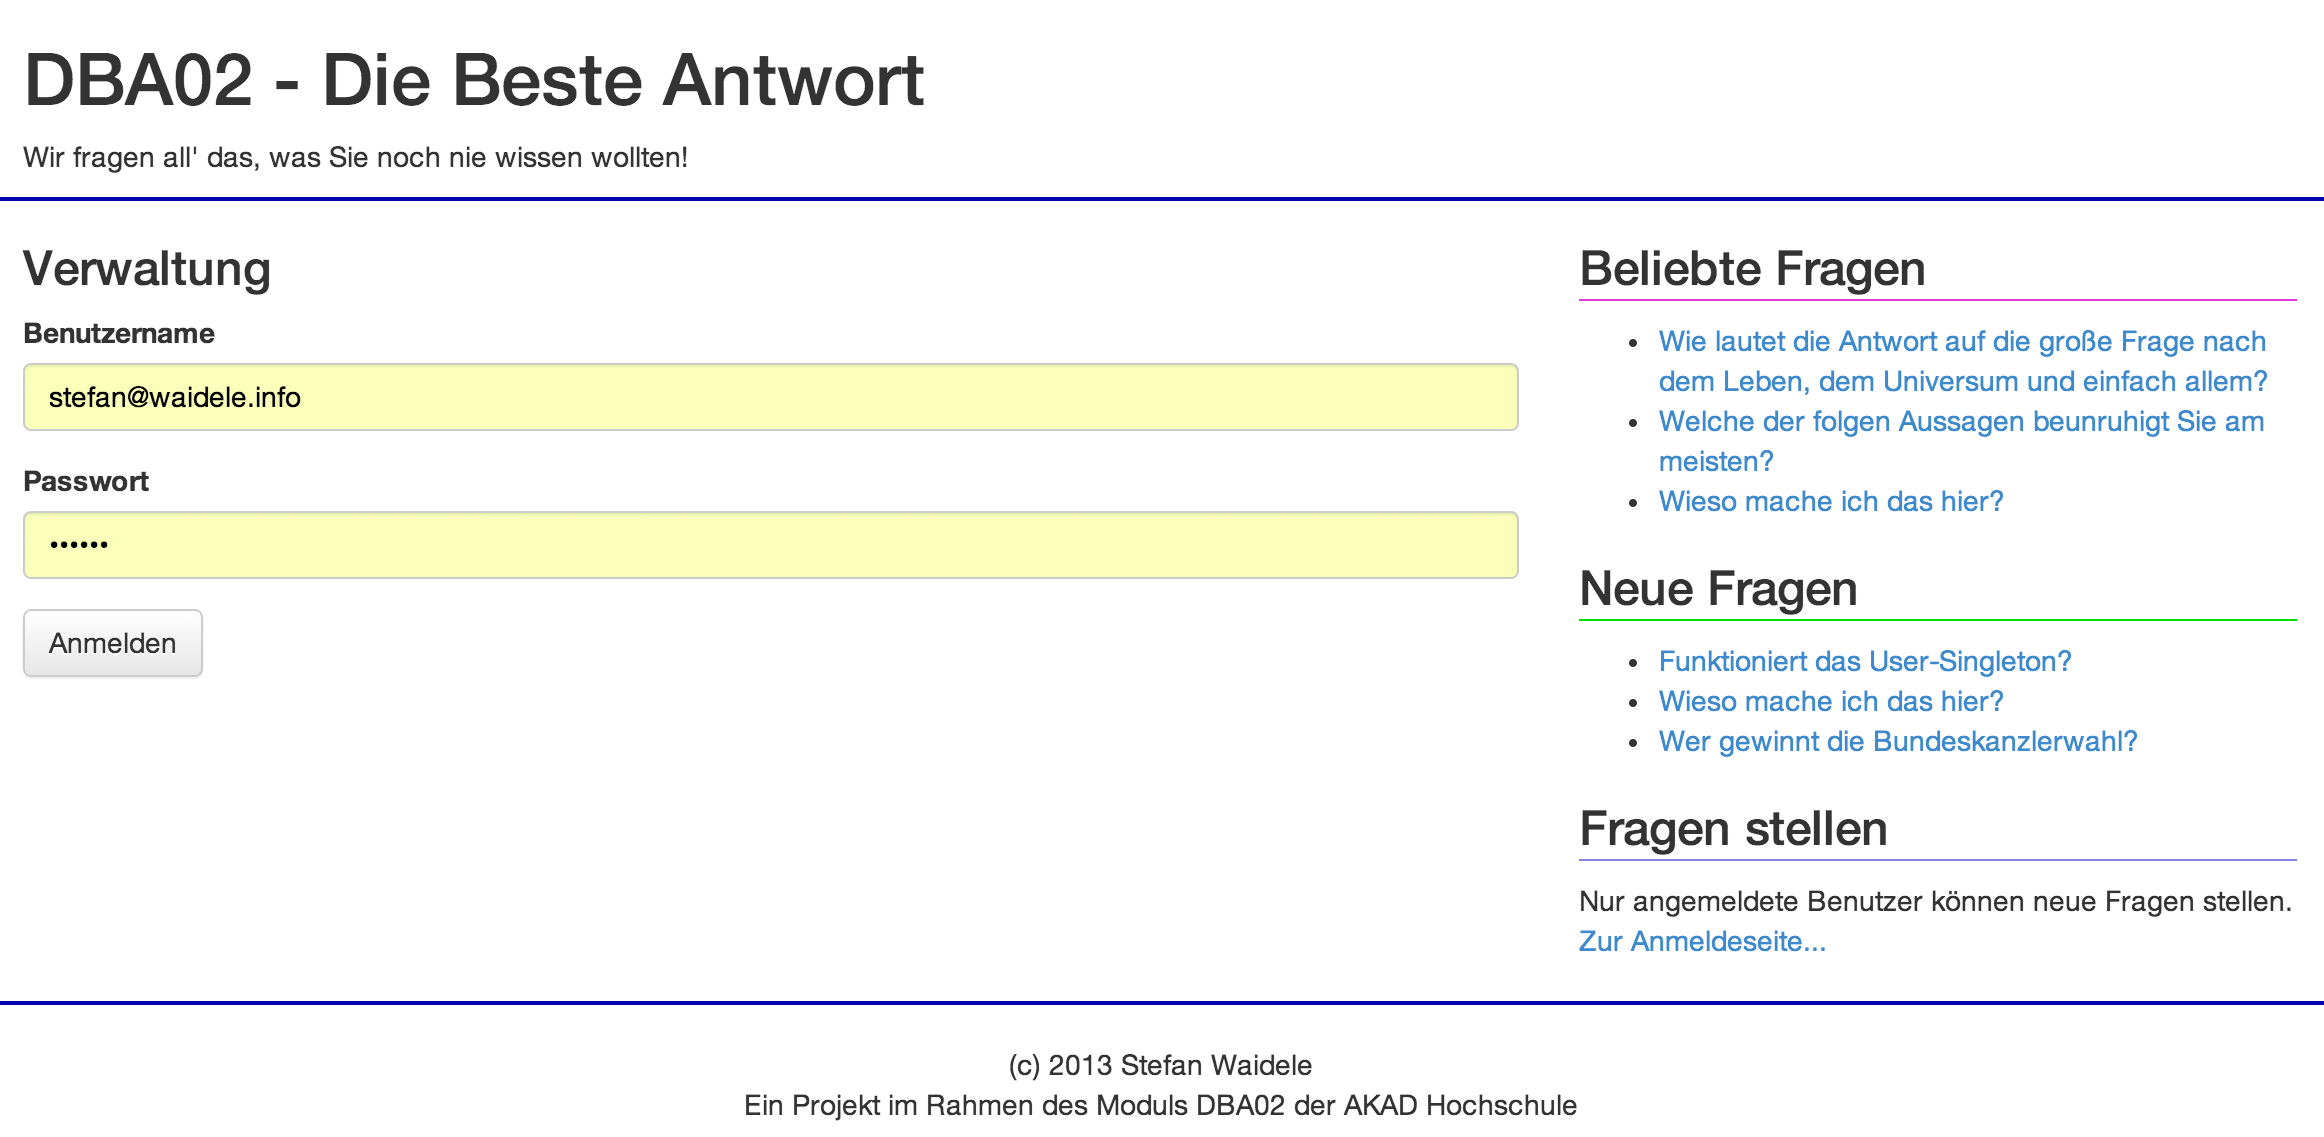 DBA02 - Die Beste Antwort
Wir fragen all' das, was Sie noch nie wissen wollten!
Verwaltung
Benutzername
stefan@waidele.info
Passwort
••••••
Anmelden
Beliebte Fragen
• Wie lautet die Antwort auf die große Frage nach
dem Leben, dem Universum und einfach allem?
• Welche der folgen Aussagen beunruhigt Sie am
meisten?
• Wieso mache ich das hier?
Neue Fragen
• Funktioniert das User-Singleton?
• Wieso mache ich das hier?
• Wer gewinnt die Bundeskanzlerwahl?
Fragen stellen
Nur angemeldete Benutzer können neue Fragen stellen.
Zur Anmeldeseite...
(c) 2013 Stefan Waidele
Ein Projekt im Rahmen des Moduls DBA02 der AKAD Hochschule